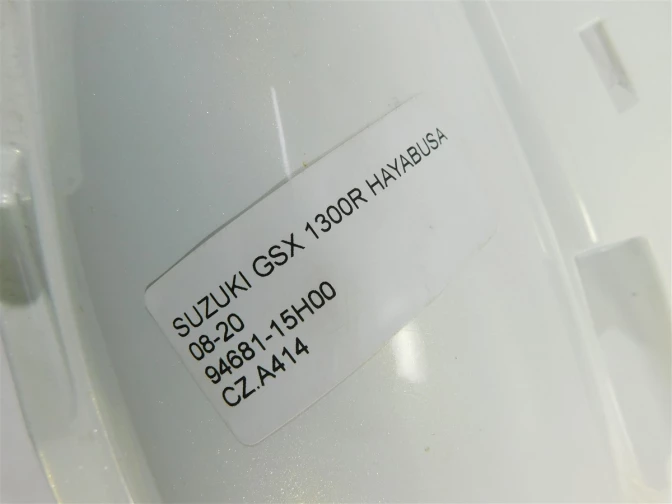 SUZUKI GSX 1300R HAYABUSA
08-20
94681-15H00
CZ.A414